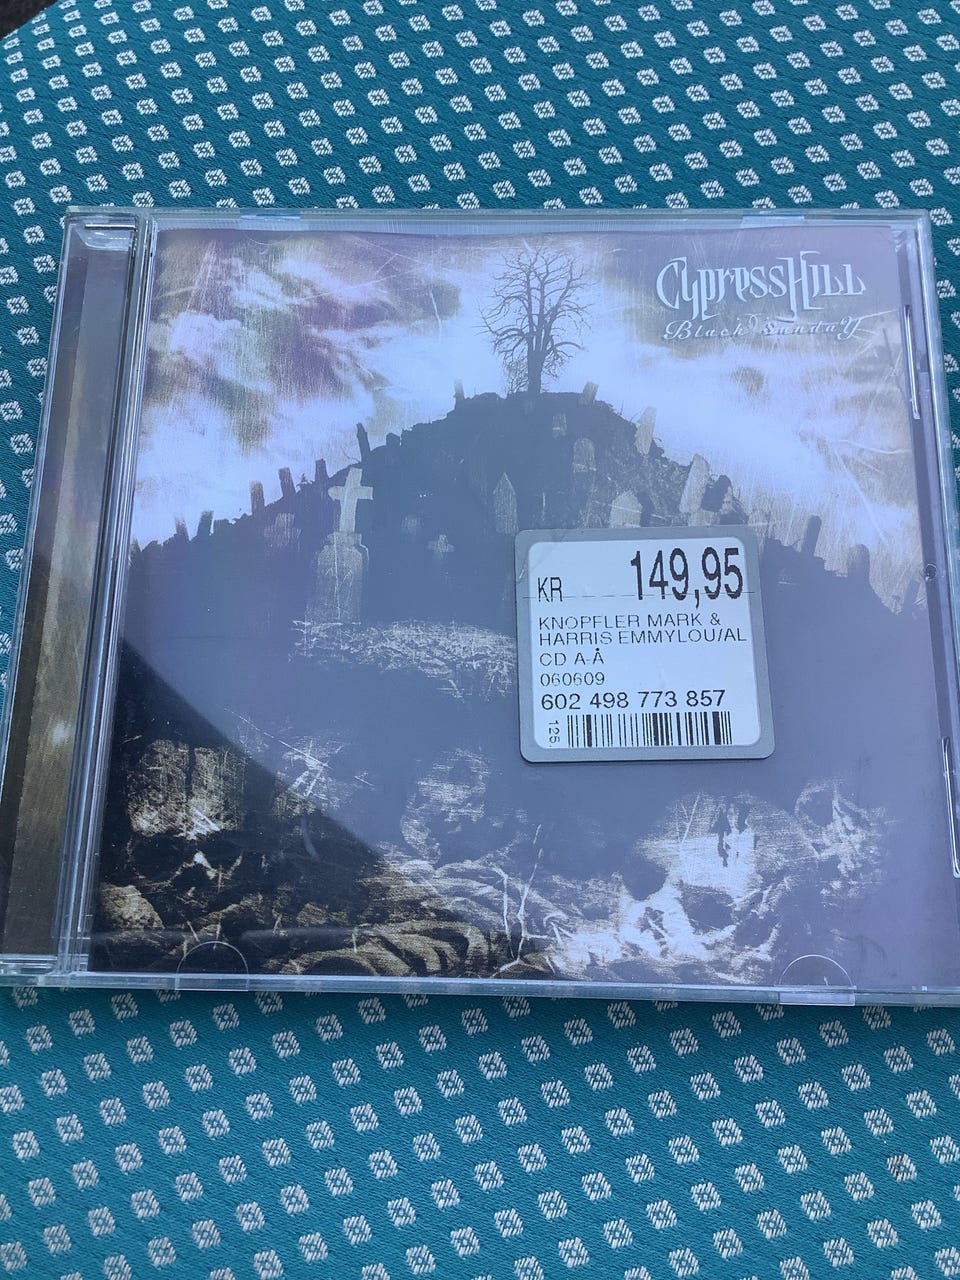 CypressHill
Black Sunday
KR 149,95
KNOPFLER MARK &
HARRIS EMMYLOU/AL
CD A-Å
060609
602 498 773 857
125,